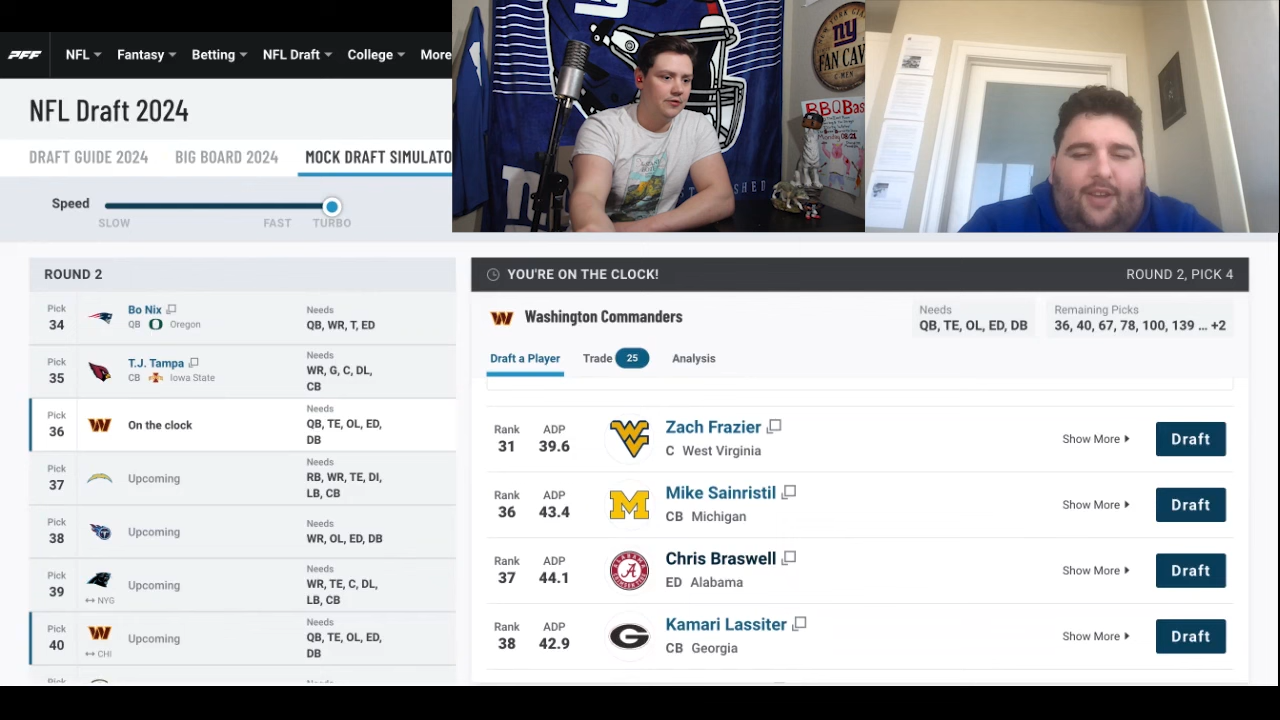 PFF
NFL
Fantasy
Betting
NFL Draft
College
More
NFL Draft 2024
DRAFT GUIDE 2024
BIG BOARD 2024
MOCK DRAFT SIMULATO
Speed
SLOW
FAST
TURBO
ny
FAN CAV
BBQ Bas
ROUND 2
Pick
34
Bo Nix
QB Oregon
Needs
QB, WR, T, ED
Pick
35
T.J. Tampa
CB Iowa State
Needs
WR, G, C, DL,
CB
Pick
36
On the clock
Needs
QB, TE, OL, ED,
DB
Pick
37
Upcoming
Needs
RB, WR, TE, DI,
LB, CB
Pick
38
Upcoming
Needs
WR, OL, ED, DB
Pick
39
NYG
Upcoming
Needs
WR, TE, C, DL,
LB, CB
Pick
40
CHI
Upcoming
Needs
QB, TE, OL, ED,
DB
YOU'RE ON THE CLOCK!
ROUND 2, PICK 4
Washington Commanders
Needs
QB, TE, OL, ED, DB
Remaining Picks
36, 40, 67, 78, 100, 139 ... +2
Draft a Player
Trade 25
Analysis
Rank ADP
31 39.6
Zach Frazier
C West Virginia
Show More
Draft
Rank ADP
36 43.4
Mike Sainristil
CB Michigan
Show More
Draft
Rank ADP
37 44.1
Chris Braswell
ED Alabama
Show More
Draft
Rank ADP
38 42.9
Kamari Lassiter
CB Georgia
Show More
Draft